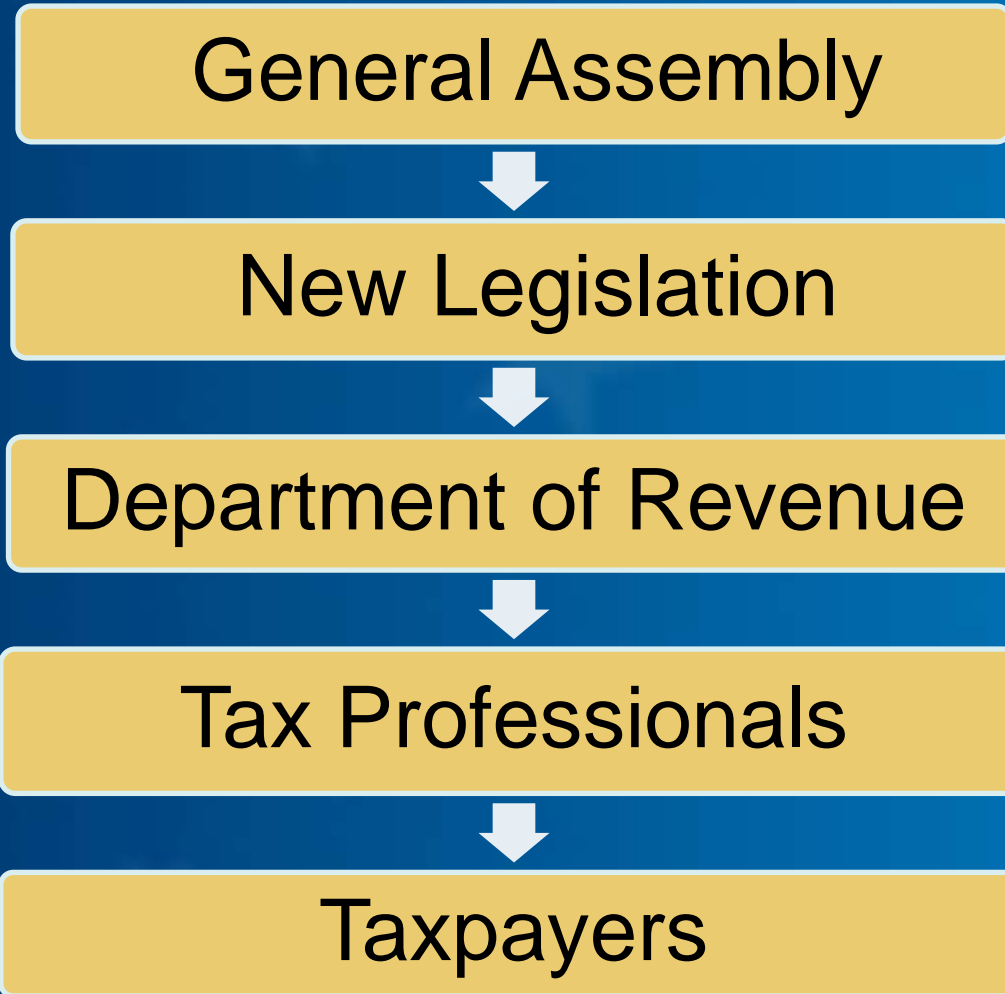 General Assembly
New Legislation
Department of Revenue
Tax Professionals
Taxpayers